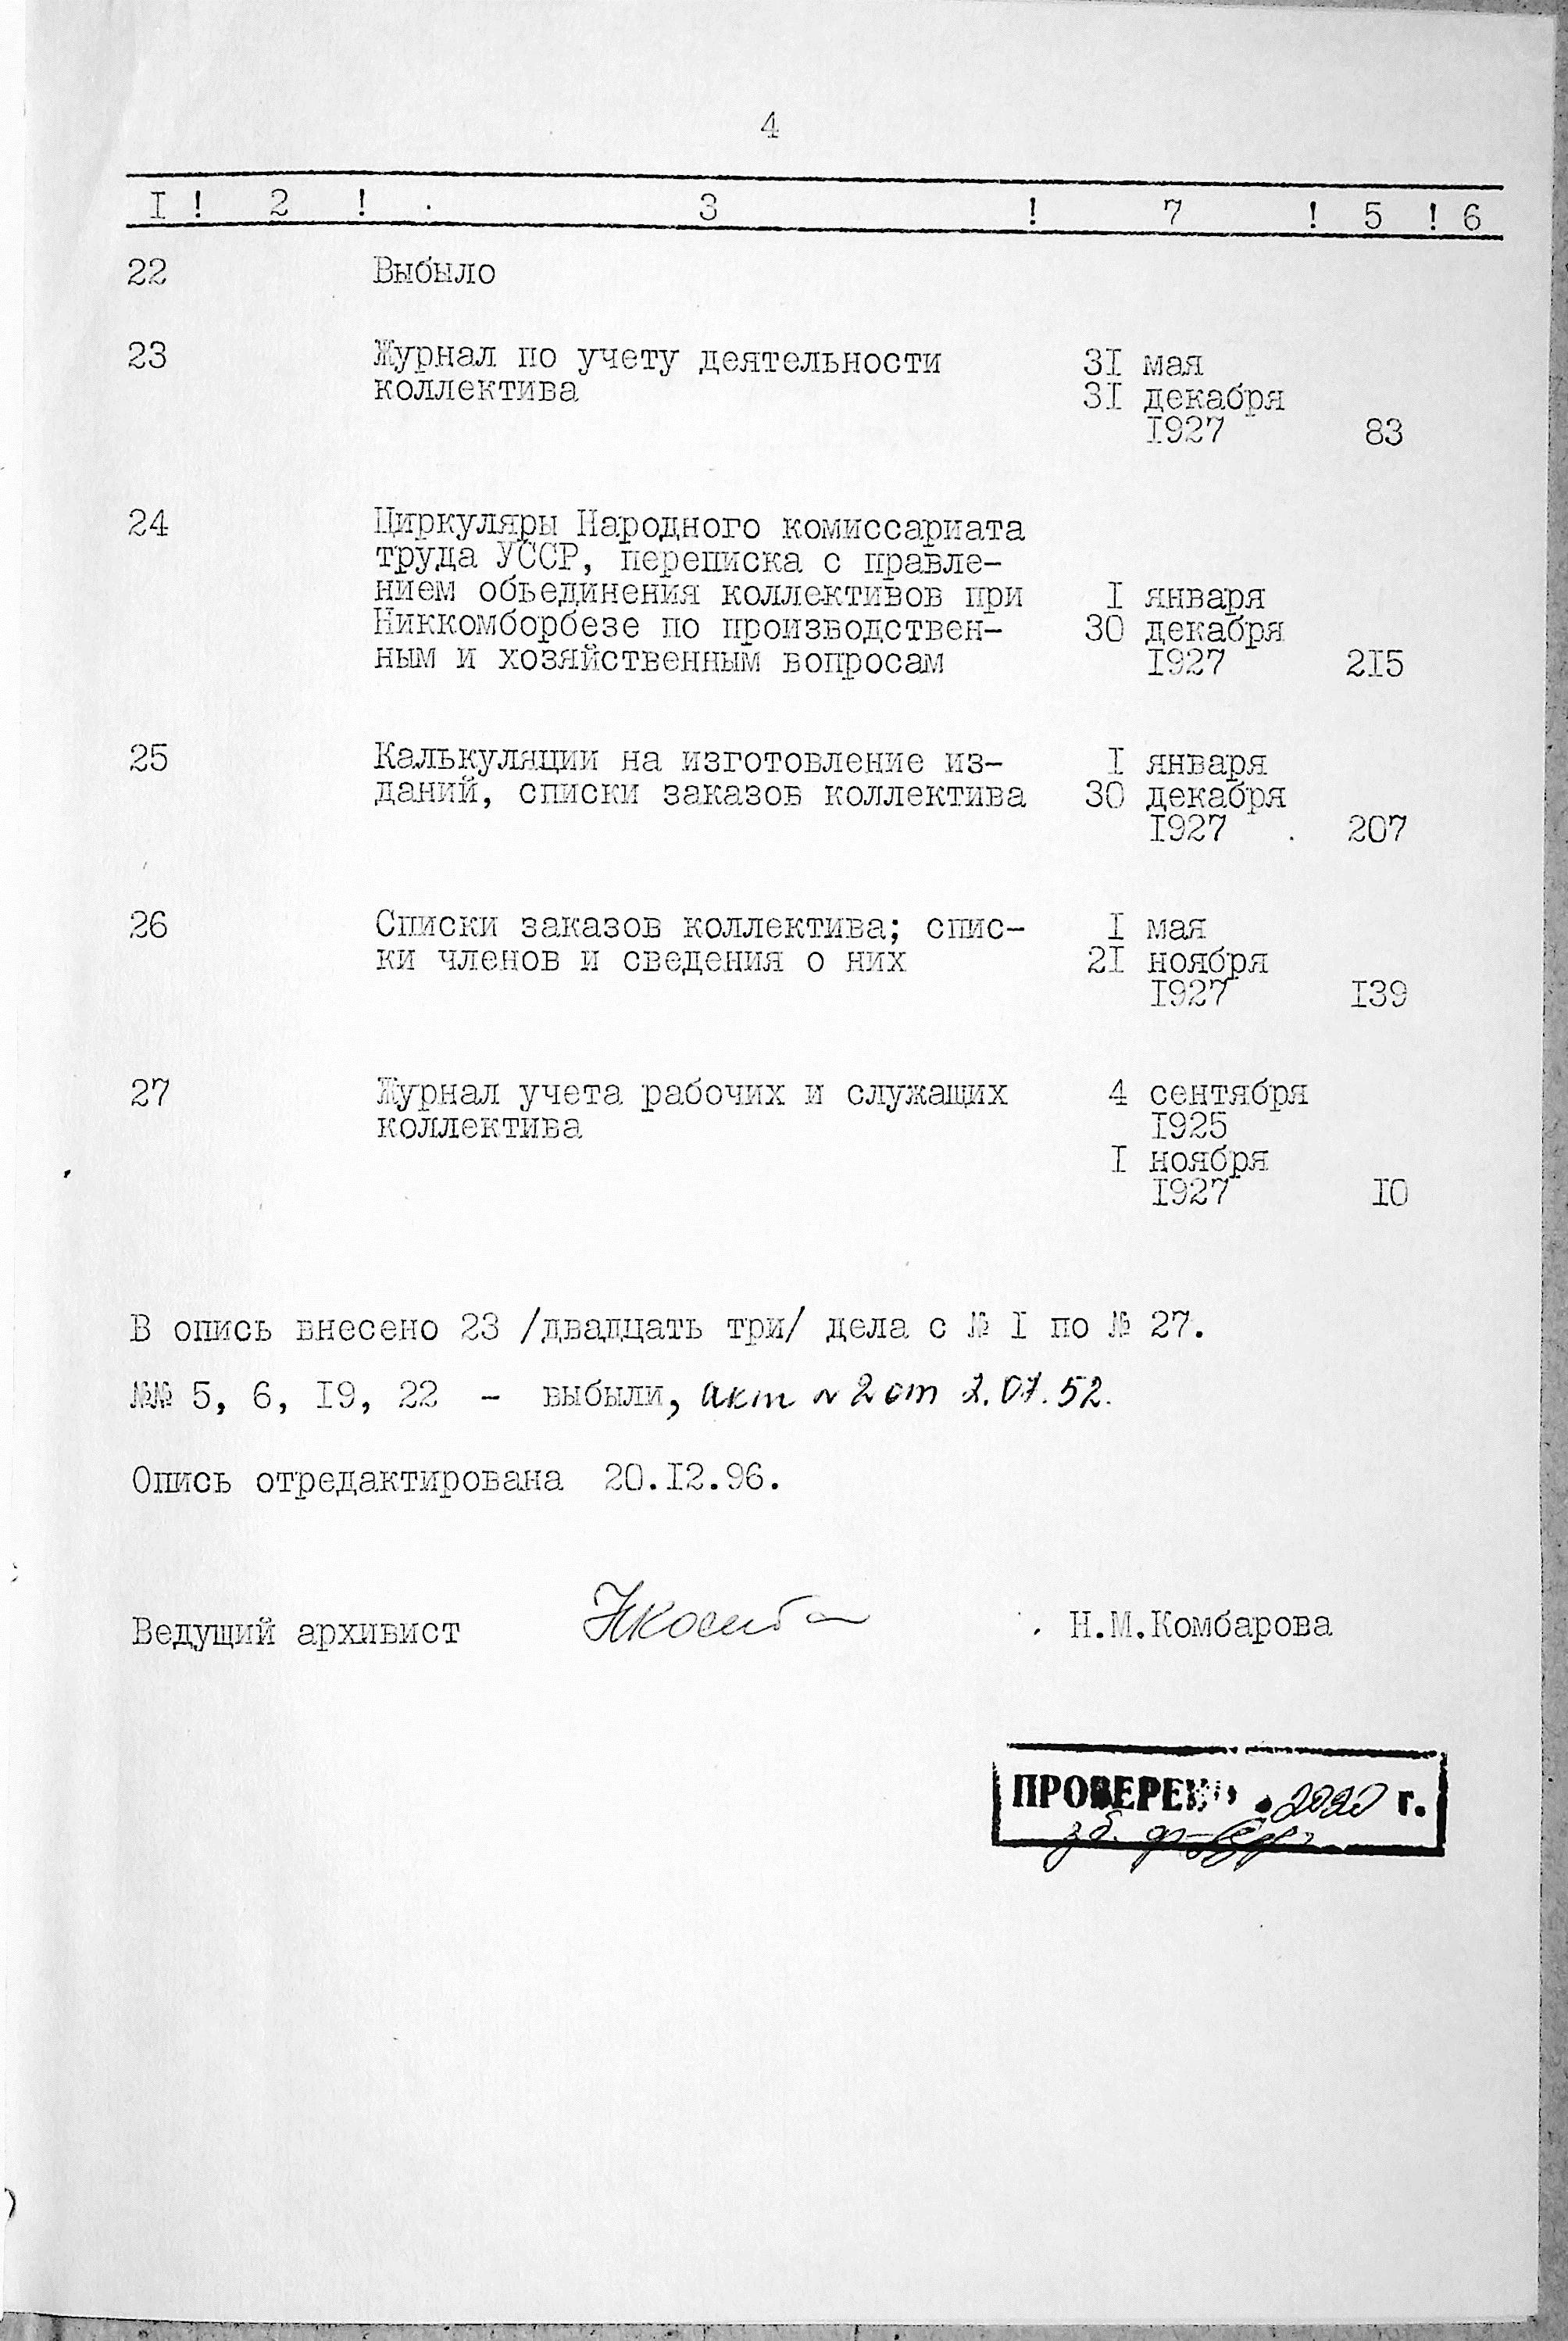 4
I ! 2 ! 3 ! 7 ! 5 ! 6
22 Выбыло
23 Журнал по учету деятельности 3I мая
коллектива 3I декабря
I927 83
24 Циркуляры Народного комиссариата
труда УССР, переписка с правле-
нием объединения коллективов при I января
Никкомборбезе по производствен- 30 декабря
ным и хозяйственным вопросам I927 2I5
25 Калькуляции на изготовление из- I января
даний, списки заказов коллектива 30 декабря
I927 207
26 Списки заказов коллектива; спис- I мая
ки членов и сведения о них 2I ноября
I927 I39
27 Журнал учета рабочих и служащих 4 сентября
коллектива I925
I ноября
I927 I0
В опись внесено 23 /двадцать три/ дела с № I по № 27.
№№ 5, 6, I9, 22 - выбыли, акт № 2 от 2.07.52.
Опись отредактирована 20.I2.96.
Ведущий архивист Н.М.Комбарова
ПРОВЕРЕНО 2020 г.